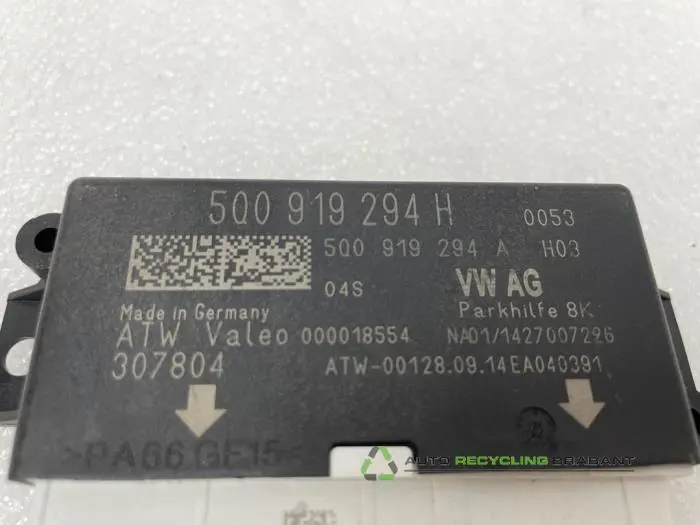 5Q0 919 294 H 0053
5Q0 919 294 A H03
04S VW AG
Made in Germany Parkhilfe 8K
ATW Valeo 000018554 NA01/1427007226
307804 ATW-00128.09.14EA040391
>PA66 GF15<
AUTO RECYCLING BRABANT